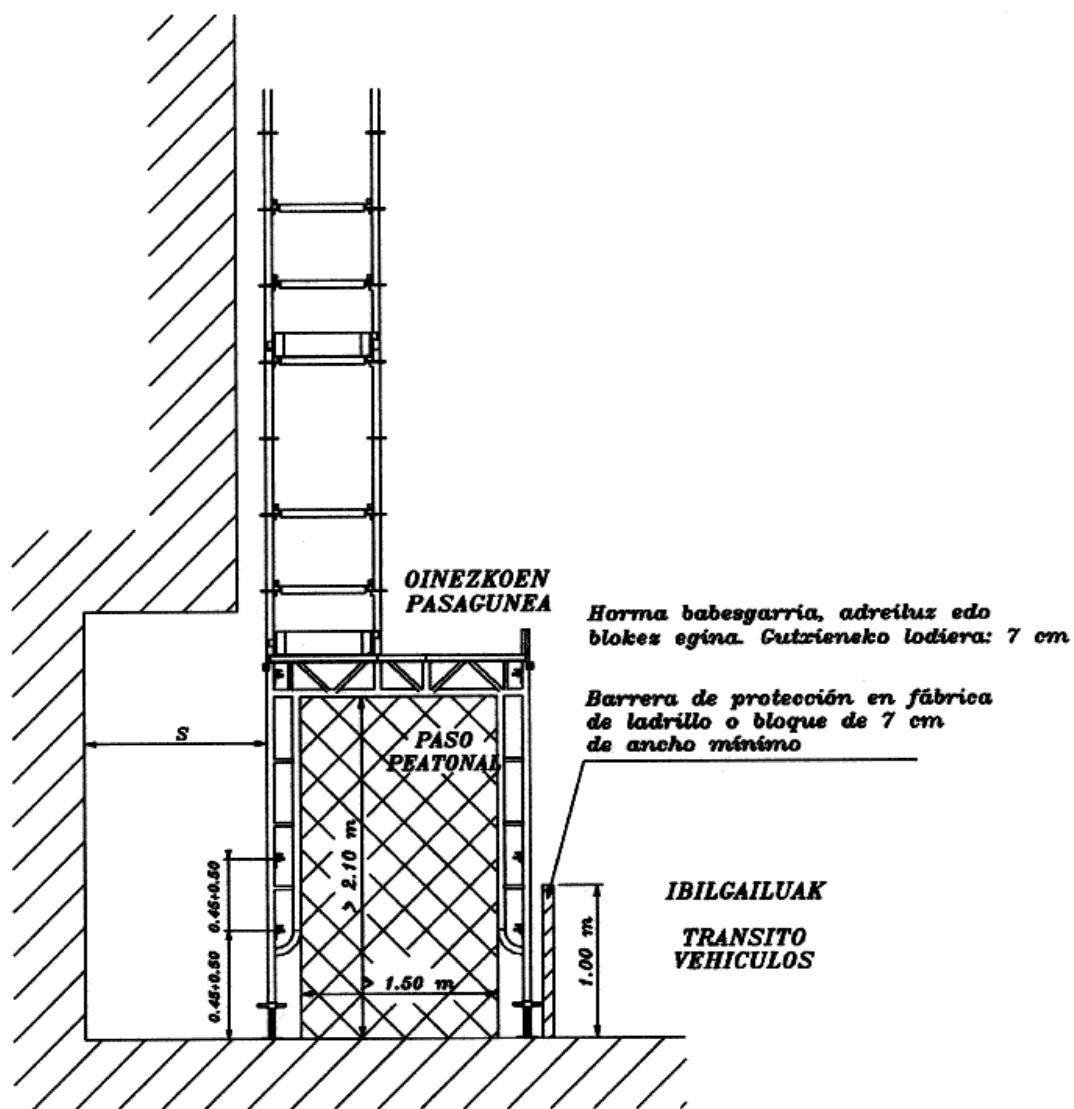 OINEZKOEN
PASAGUNEA
Horma babesgarria, adreiluz edo
blokez egina. Gutxieneko lodiera: 7 cm
Barrera de protección en fábrica
de ladrillo o bloque de 7 cm
de ancho mínimo
S
PASO
PEATONAL
> 2.10 m
0.45+0.50
0.45+0.50
> 1.50 m
1.00 m
IBILGAILUAK
TRANSITO
VEHICULOS